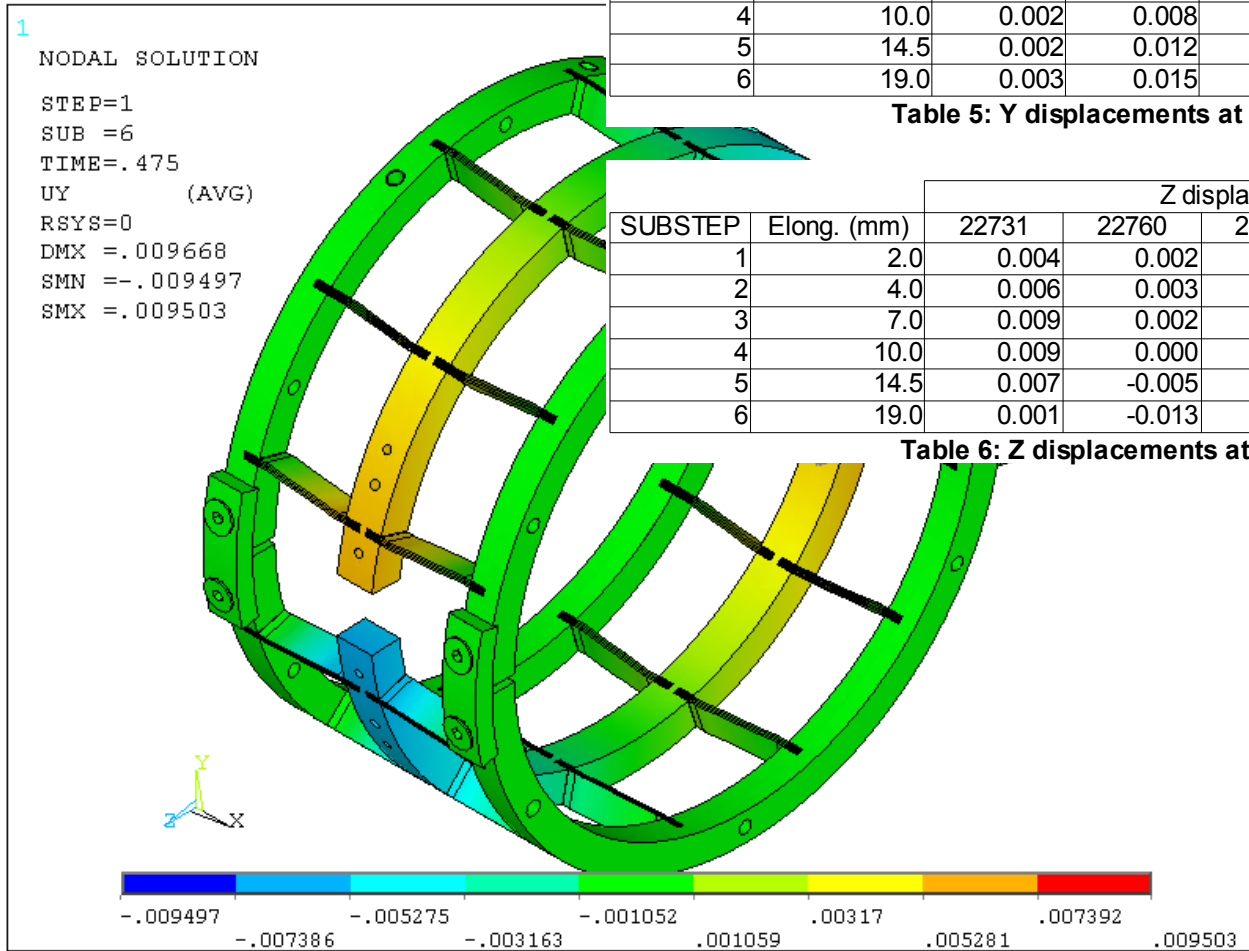 1
NODAL SOLUTION
STEP=1
SUB =6
TIME=.475
UY (AVG)
RSYS=0
DMX =.009668
SMN =-.009497
SMX =.009503
4 10.0 0.002 0.008
5 14.5 0.002 0.012
6 19.0 0.003 0.015
Table 5: Y displacements at
Z displa
SUBSTEP Elong. (mm) 22731 22760 2
1 2.0 0.004 0.002
2 4.0 0.006 0.003
3 7.0 0.009 0.002
4 10.0 0.009 0.000
5 14.5 0.007 -0.005
6 19.0 0.001 -0.013
Table 6: Z displacements at
Y
Z X
-.009497 -.005275 -.001052 .00317 .007392
-.007386 -.003163 .001059 .005281 .009503